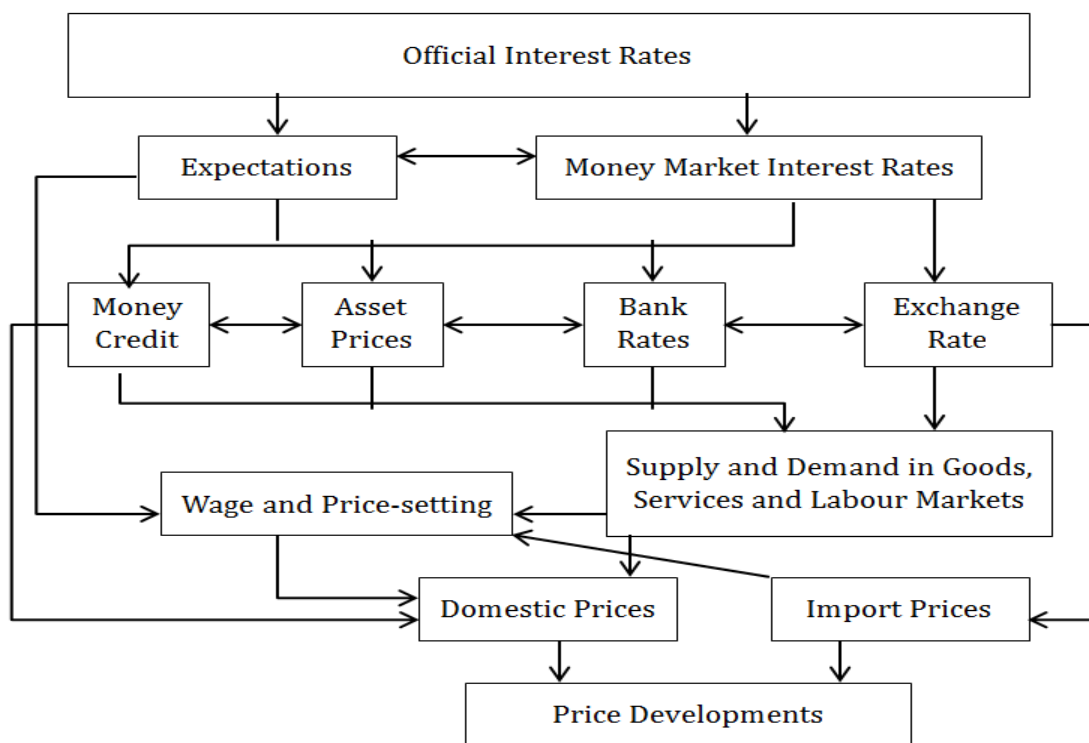 Official Interest Rates
Expectations
Money Market Interest Rates
Money
Credit
Asset
Prices
Bank
Rates
Exchange
Rate
Supply and Demand in Goods,
Services and Labour Markets
Wage and Price-setting
Domestic Prices
Import Prices
Price Developments